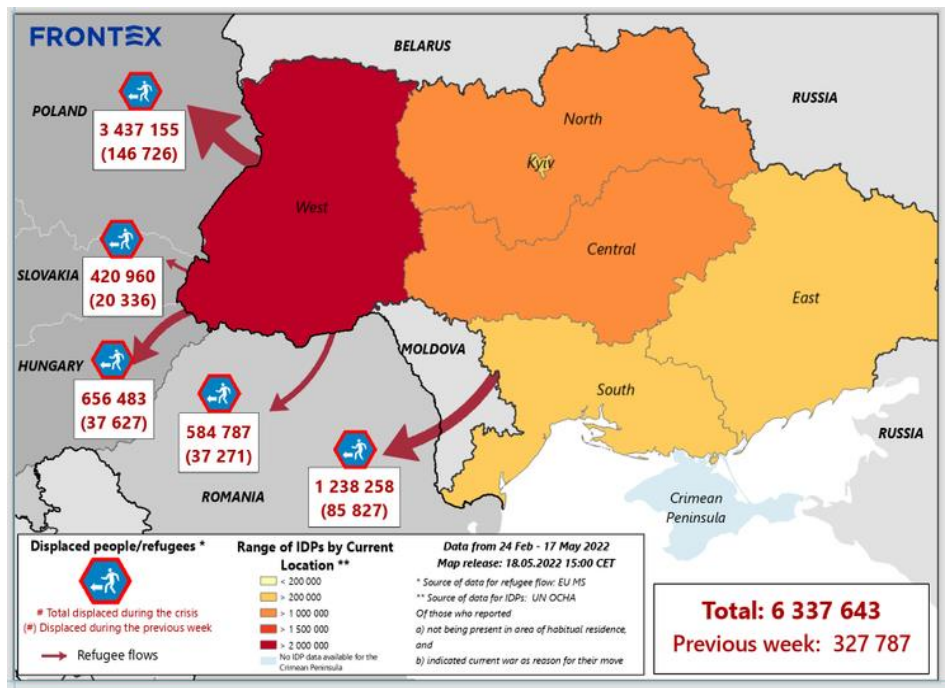 FRONTEX
BELARUS
POLAND
RUSSIA
3 437 155
(146 726)
North
Kyiv
West
SLOVAKIA
420 960
(20 336)
Central
East
HUNGARY
656 483
(37 627)
MOLDOVA
South
584 787
(37 271)
RUSSIA
ROMANIA
1 238 258
(85 827)
Crimean
Peninsula
Displaced people/refugees *
# Total displaced during the crisis
(#) Displaced during the previous week
Refugee flows
Range of IDPs by Current
Location **
< 200 000
> 200 000
> 1 000 000
> 1 500 000
> 2 000 000
No IDP data available for the
Crimean Peninsula
Data from 24 Feb - 17 May 2022
Map release: 18.05.2022 15:00 CET
* Source of data for refugee flow: EU MS
** Source of data for IDPs: UN OCHA
Of those who reported
a) not being present in area of habitual residence,
and
b) indicated current war as reason for their move
Total: 6 337 643
Previous week: 327 787